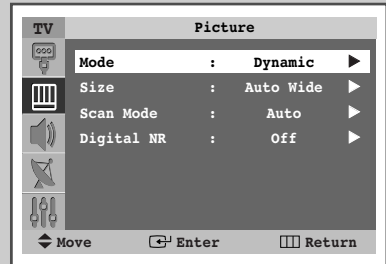 TV Picture
Mode : Dynamic ►
Size : Auto Wide ►
Scan Mode : Auto ►
Digital NR : Off ►
Move Enter Return